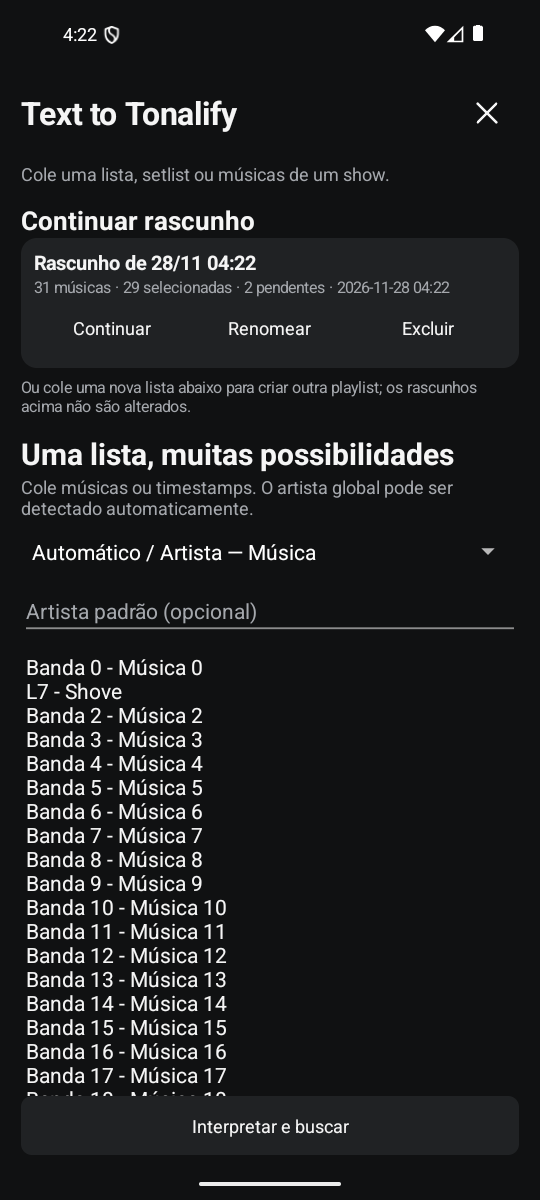 4:22
Text to Tonalify
Cole uma lista, setlist ou músicas de um show.
Continuar rascunho
Rascunho de 28/11 04:22
31 músicas · 29 selecionadas · 2 pendentes · 2026-11-28 04:22
Continuar Renomear Excluir
Ou cole uma nova lista abaixo para criar outra playlist; os rascunhos
acima não são alterados.
Uma lista, muitas possibilidades
Cole músicas ou timestamps. O artista global pode ser
detectado automaticamente.
Automático / Artista — Música
Artista padrão (opcional)
Banda 0 - Música 0
L7 - Shove
Banda 2 - Música 2
Banda 3 - Música 3
Banda 4 - Música 4
Banda 5 - Música 5
Banda 6 - Música 6
Banda 7 - Música 7
Banda 8 - Música 8
Banda 9 - Música 9
Banda 10 - Música 10
Banda 11 - Música 11
Banda 12 - Música 12
Banda 13 - Música 13
Banda 14 - Música 14
Banda 15 - Música 15
Banda 16 - Música 16
Banda 17 - Música 17
Interpretar e buscar